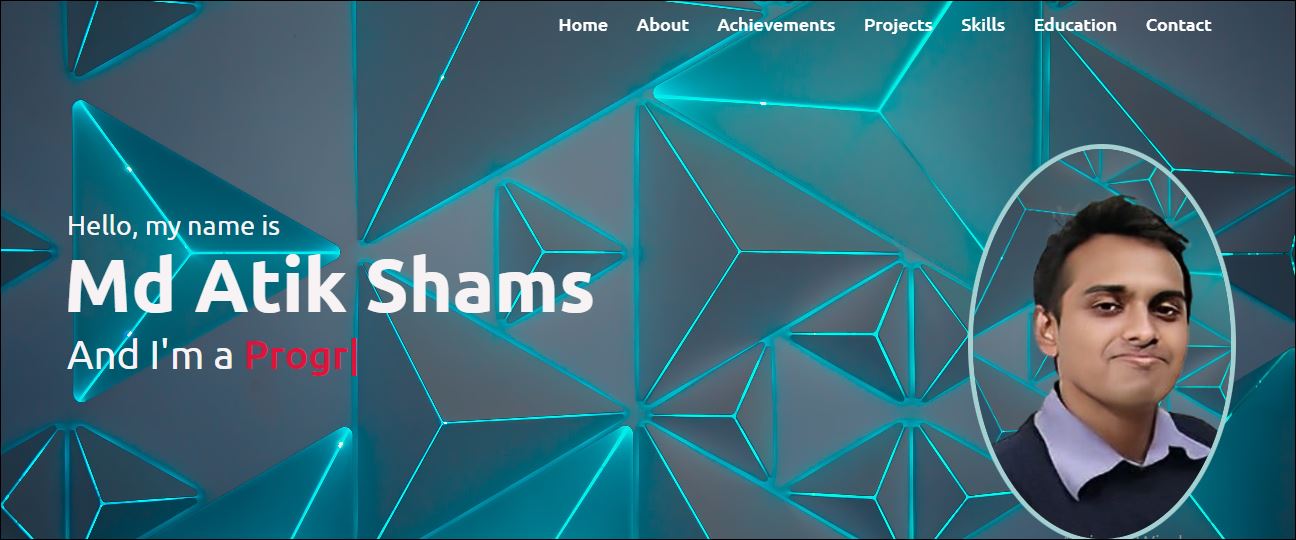 Home About Achievements Projects Skills Education Contact
Hello, my name is
Md Atik Shams
And I'm a Progr|